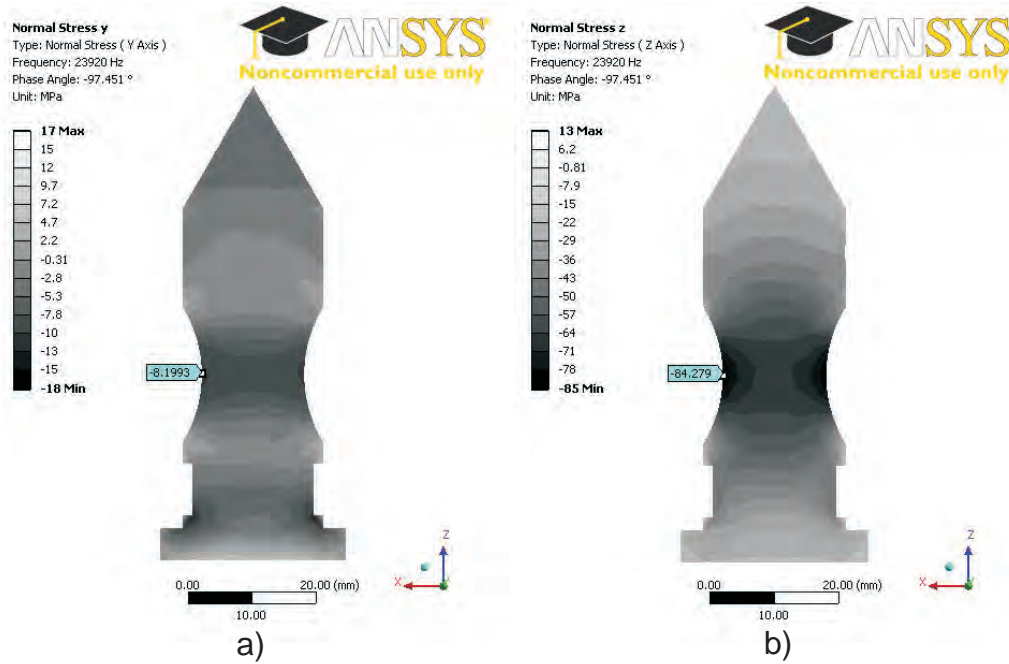 Normal Stress y
Type: Normal Stress ( Y Axis )
Frequency: 23920 Hz
Phase Angle: -97.451 °
Unit: MPa
ANSYS
Noncommercial use only
17 Max
15
12
9.7
7.2
4.7
2.2
-0.31
-2.8
-5.3
-7.8
-10
-13
-15
-18 Min
-8.1993
Z
X
0.00
20.00 (mm)
10.00
a)
Normal Stress z
Type: Normal Stress ( Z Axis )
Frequency: 23920 Hz
Phase Angle: -97.451 °
Unit: MPa
ANSYS
Noncommercial use only
13 Max
6.2
-0.81
-7.9
-15
-22
-29
-36
-43
-50
-57
-64
-71
-78
-85 Min
-84.279
Z
X
0.00
20.00 (mm)
10.00
b)